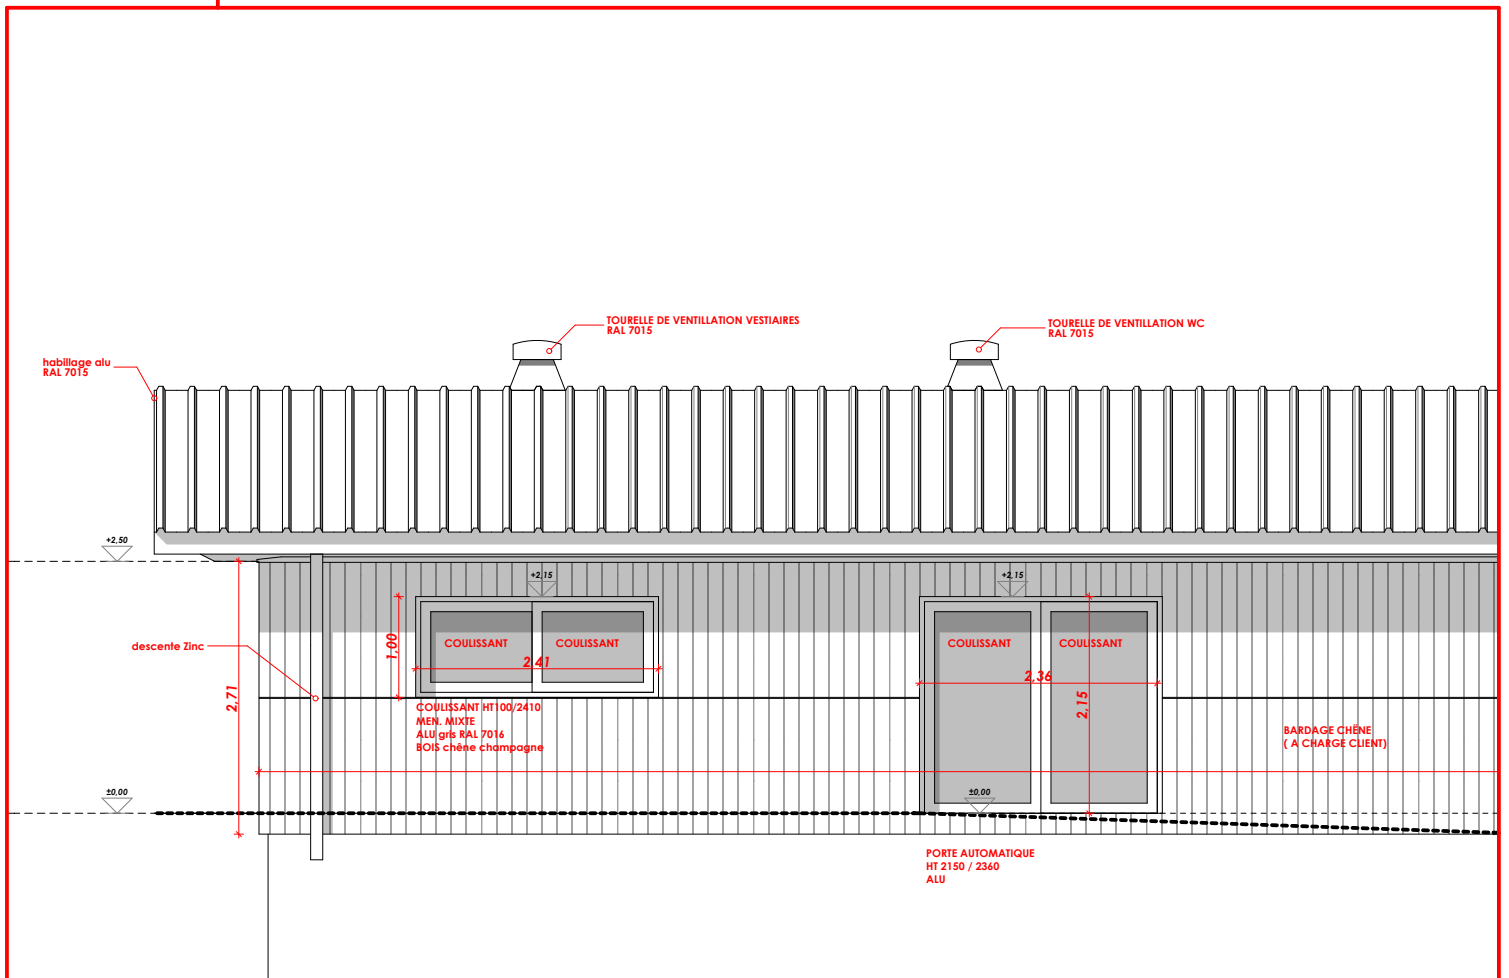 TOURELLE DE VENTILLATION VESTIAIRES
RAL 7015
TOURELLE DE VENTILLATION WC
RAL 7015
habillage alu
RAL 7015
+2,50
+2,15
+2,15
COULISSANT
COULISSANT
COULISSANT
COULISSANT
descente Zinc
1,00
2,41
2,36
2,71
2,15
COULISSANT HT100/2410
MEN. MIXTE
ALU gris RAL 7016
BOIS chêne champagne
BARDAGE CHÊNE
( A CHARGE CLIENT)
±0,00
±0,00
PORTE AUTOMATIQUE
HT 2150 / 2360
ALU